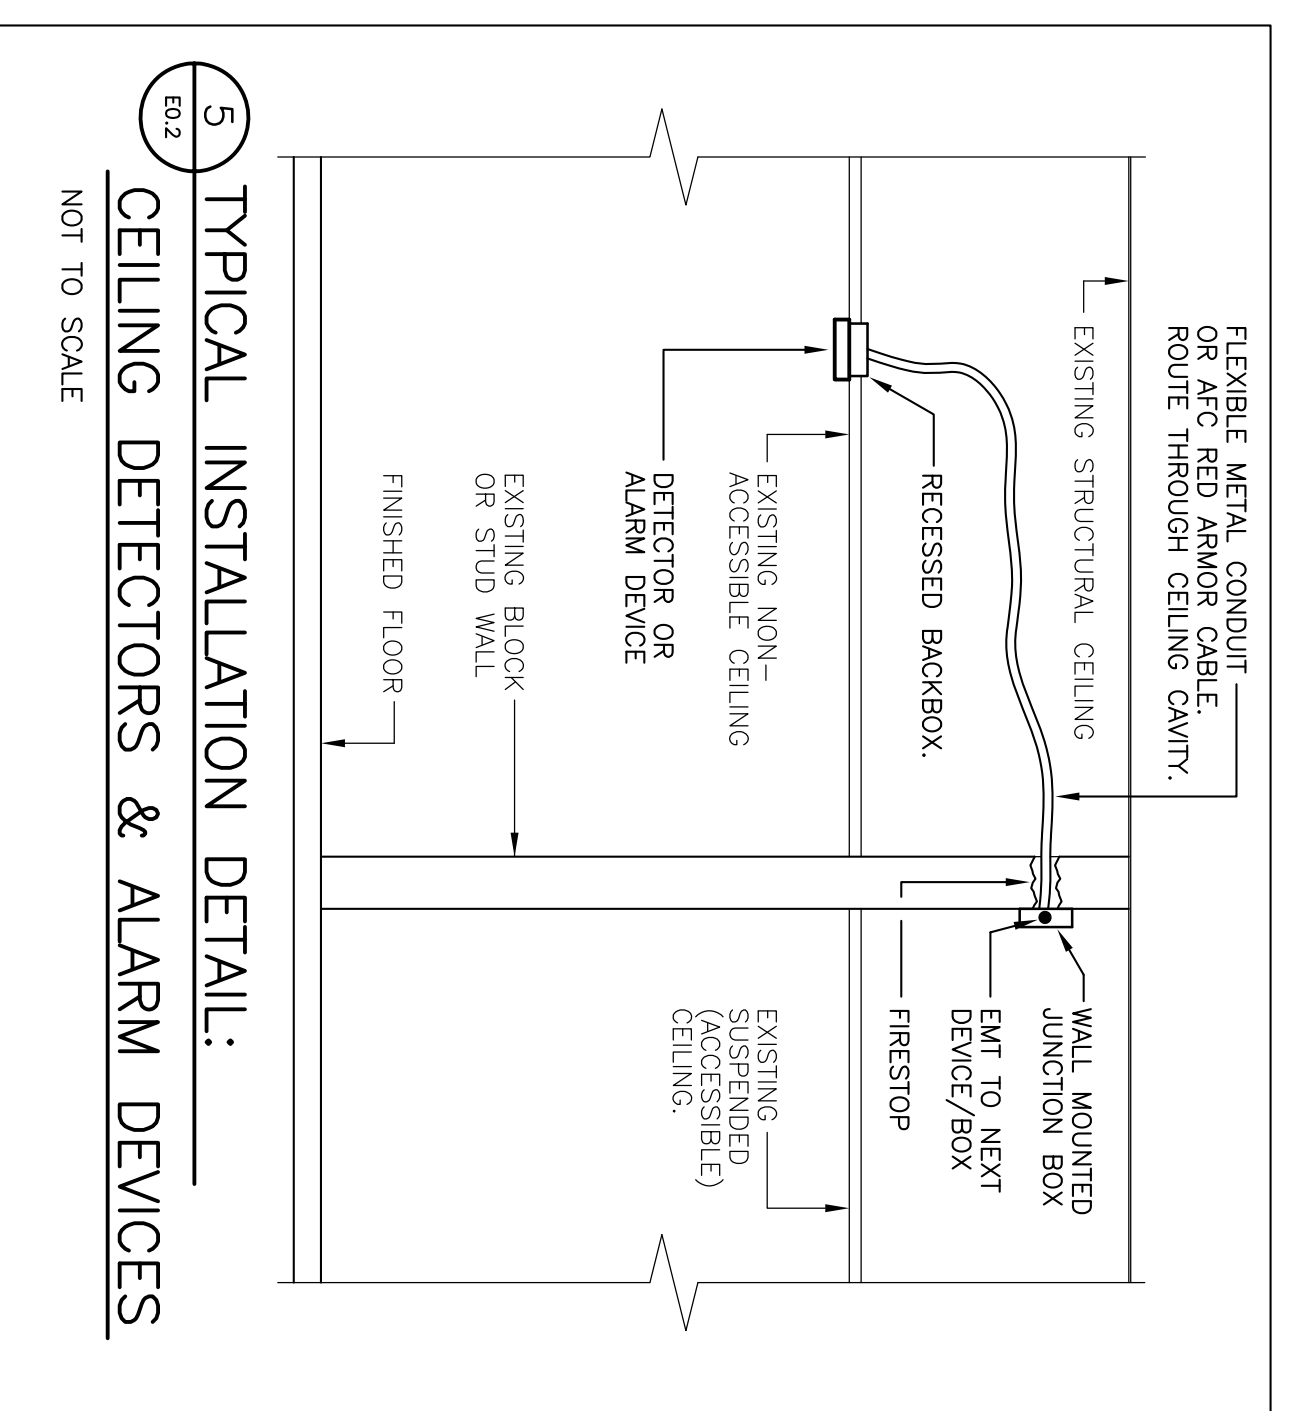 FLEXIBLE METAL CONDUIT
OR AFC RED ARMOR CABLE.
ROUTE THROUGH CEILING CAVITY.
EXISTING STRUCTURAL CEILING
WALL MOUNTED
JUNCTION BOX
EMT TO NEXT
DEVICE/BOX
RECESSED BACKBOX.
FIRESTOP
EXISTING NON-
ACCESSIBLE CEILING
EXISTING
SUSPENDED
(ACCESSIBLE)
CEILING.
DETECTOR OR
ALARM DEVICE
EXISTING BLOCK
OR STUD WALL
FINISHED FLOOR
5
E0.2
TYPICAL INSTALLATION DETAIL:
CEILING DETECTORS & ALARM DEVICES
NOT TO SCALE